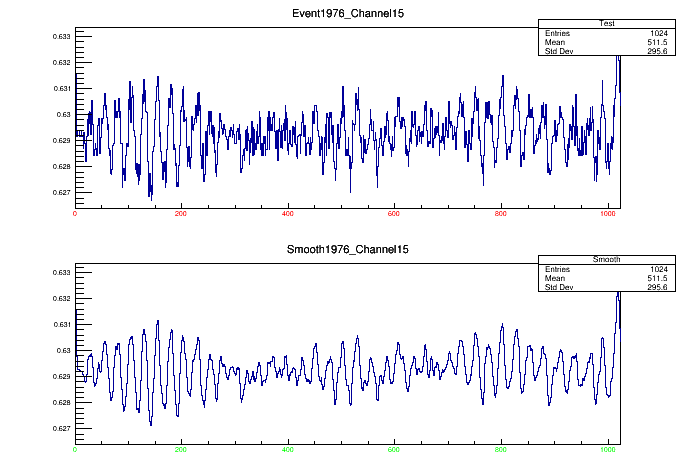 Event1976_Channel15
Test
Entries 1024
Mean 511.5
Std Dev 295.6
0.633
0.632
0.631
0.63
0.629
0.628
0.627
0 200 400 600 800 1000
Smooth1976_Channel15
Smooth
Entries 1024
Mean 511.5
Std Dev 295.6
0.633
0.632
0.631
0.63
0.629
0.628
0.627
0 200 400 600 800 1000